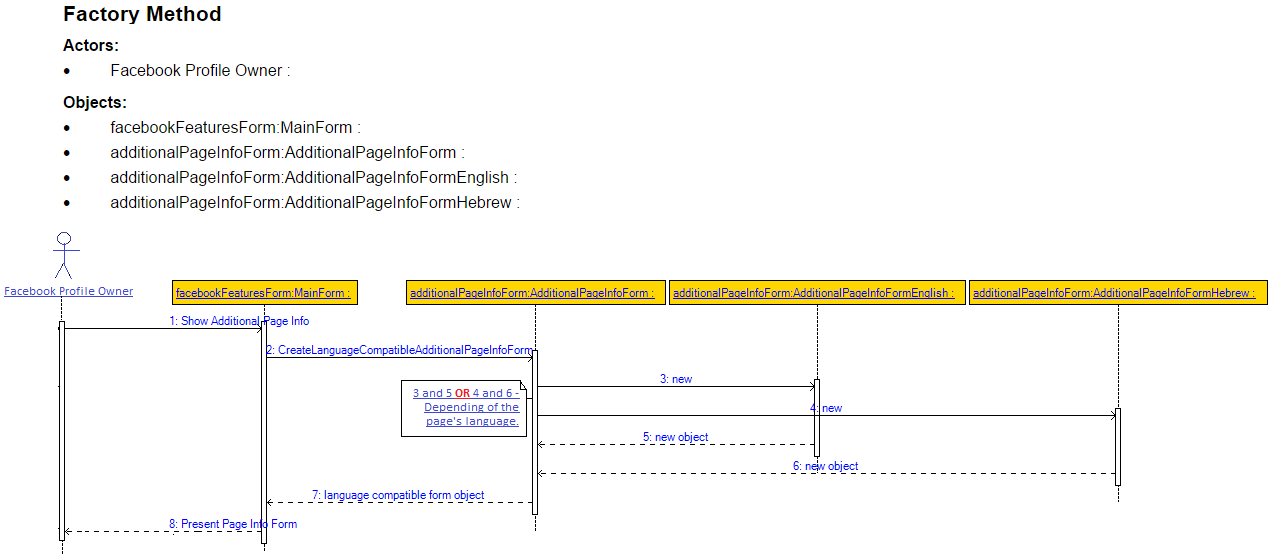 Factory Method
Actors:
• Facebook Profile Owner :
Objects:
• facebookFeaturesForm:MainForm :
• additionalPageInfoForm:AdditionalPageInfoForm :
• additionalPageInfoForm:AdditionalPageInfoFormEnglish :
• additionalPageInfoForm:AdditionalPageInfoFormHebrew :
Facebook Profile Owner
facebookFeaturesForm:MainForm :
additionalPageInfoForm:AdditionalPageInfoForm :
additionalPageInfoForm:AdditionalPageInfoFormEnglish :
additionalPageInfoForm:AdditionalPageInfoFormHebrew :
1: Show Additional Page Info
2: CreateLanguageCompatibleAdditionalPageInfoForm
3: new
3 and 5 OR 4 and 6 -
Depending of the
page's language.
4: new
5: new object
6: new object
7: language compatible form object
8: Present Page Info Form